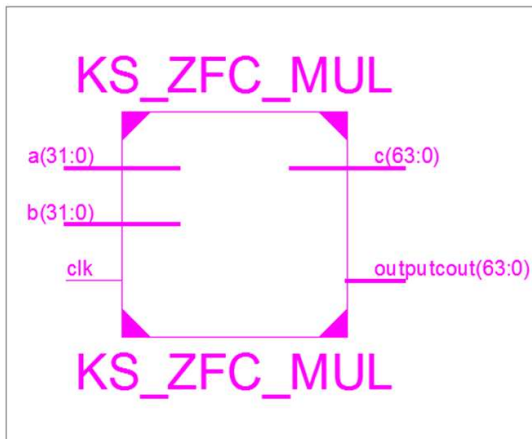 KS_ZFC_MUL
a(31:0)
c(63:0)
b(31:0)
clk
outputcout(63:0)
KS_ZFC_MUL